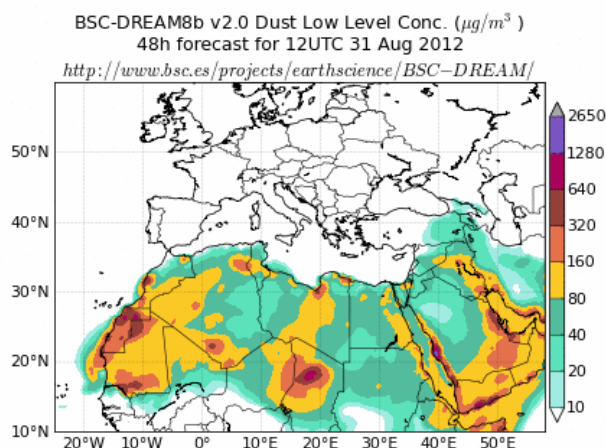 BSC-DREAM8b v2.0 Dust Low Level Conc. (μg/m³ )
48h forecast for 12UTC 31 Aug 2012
http://www.bsc.es/projects/earthscience/BSC−DREAM/
2650
1280
50°N
640
320
40°N
160
80
30°N
40
20°N
20
10
10°N
20°W 10°W 0° 10°E 20°E 30°E 40°E 50°E